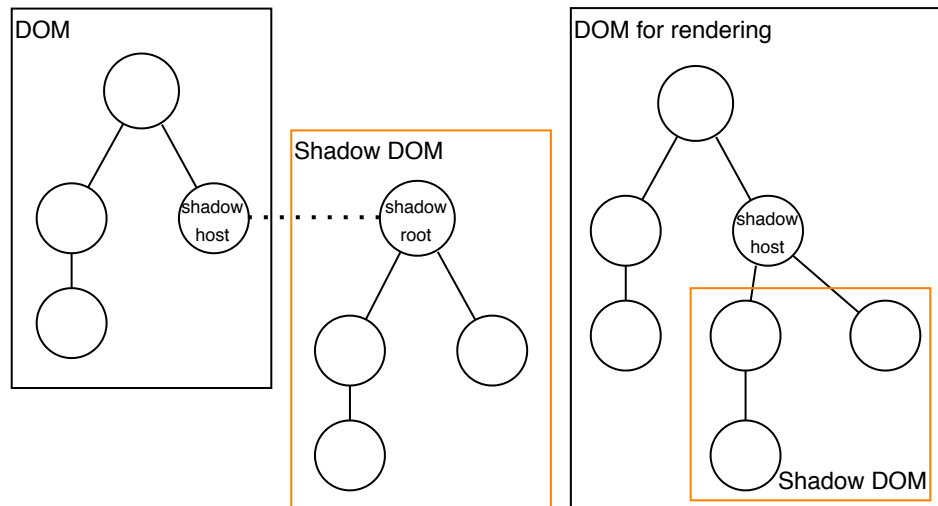 DOM
shadow
host
Shadow DOM
shadow
root
DOM for rendering
shadow
host
Shadow DOM